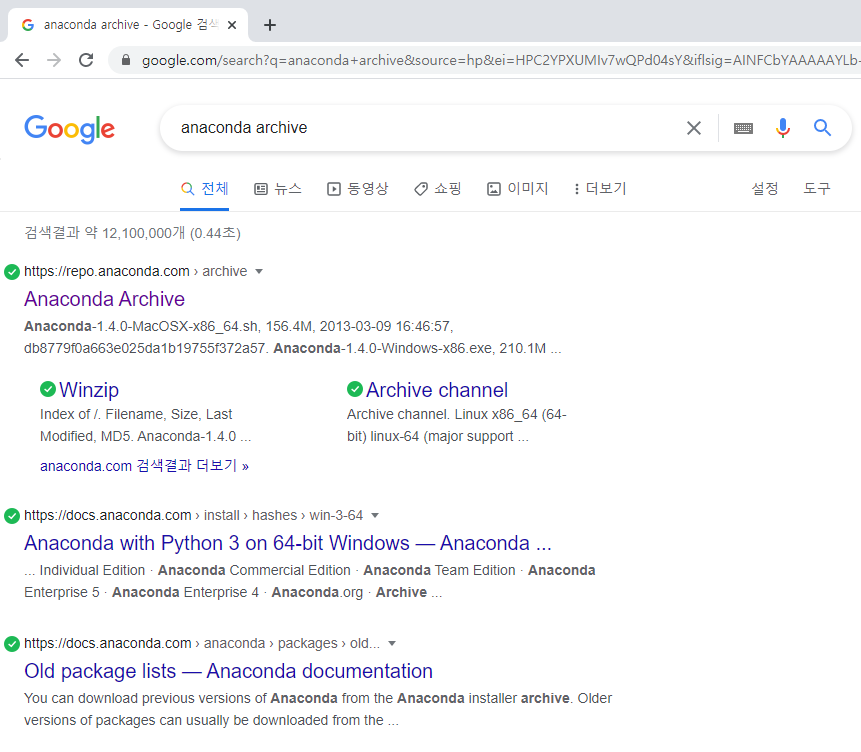 anaconda archive - Google 검색
google.com/search?q=anaconda+archive&source=hp&ei=HPC2YPXUMIv7wQPd04sY&iflsig=AINFCbYAAAAAYLb-
Google
anaconda archive
전체 뉴스 동영상 쇼핑 이미지 더보기 설정 도구
검색결과 약 12,100,000개 (0.44초)
https://repo.anaconda.com › archive
Anaconda Archive
Anaconda-1.4.0-MacOSX-x86_64.sh, 156.4M, 2013-03-09 16:46:57,
db8779f0a663e025da1b19755f372a57. Anaconda-1.4.0-Windows-x86.exe, 210.1M ...
Winzip
Index of /. Filename, Size, Last
Modified, MD5. Anaconda-1.4.0 ...
Archive channel
Archive channel. Linux x86_64 (64-
bit) linux-64 (major support ...
anaconda.com 검색결과 더보기 »
https://docs.anaconda.com › install › hashes › win-3-64
Anaconda with Python 3 on 64-bit Windows — Anaconda ...
... Individual Edition · Anaconda Commercial Edition · Anaconda Team Edition · Anaconda
Enterprise 5 · Anaconda Enterprise 4 · Anaconda.org · Archive ...
https://docs.anaconda.com › anaconda › packages › old...
Old package lists — Anaconda documentation
You can download previous versions of Anaconda from the Anaconda installer archive. Older
versions of packages can usually be downloaded from the ...